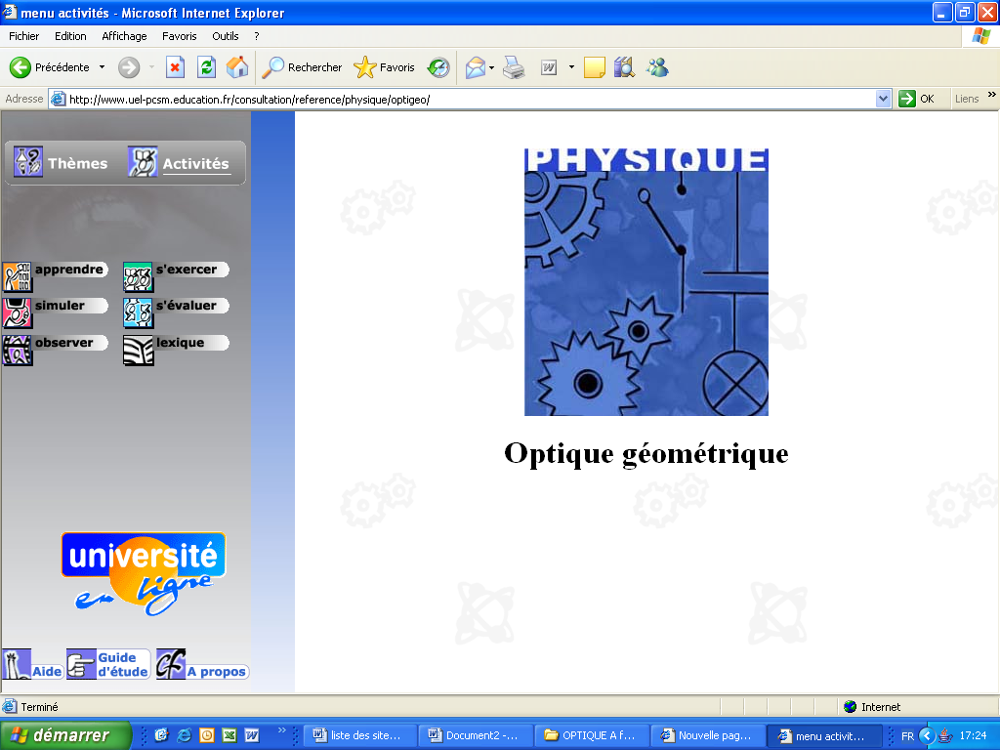 menu activités - Microsoft Internet Explorer
Fichier Edition Affichage Favoris Outils ?
Précédente Rechercher Favoris
Adresse http://www.uel-pcsm.education.fr/consultation/reference/physique/optigeo/ OK Liens »
Thèmes Activités
apprendre s'exercer
simuler s'évaluer
observer lexique
PHYSIQUE
Optique géométrique
université
en ligne
Aide Guide d'étude A propos
Terminé Internet
démarrer » liste des site... Document2 -... OPTIQUE A f... Nouvelle pag... menu activit... FR 17:24